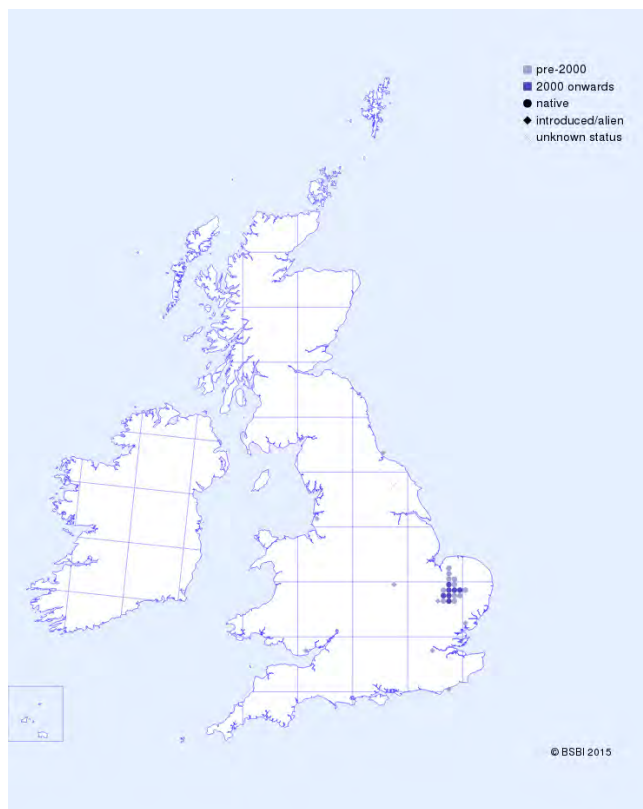 pre-2000
2000 onwards
native
introduced/alien
unknown status
© BSBI 2015